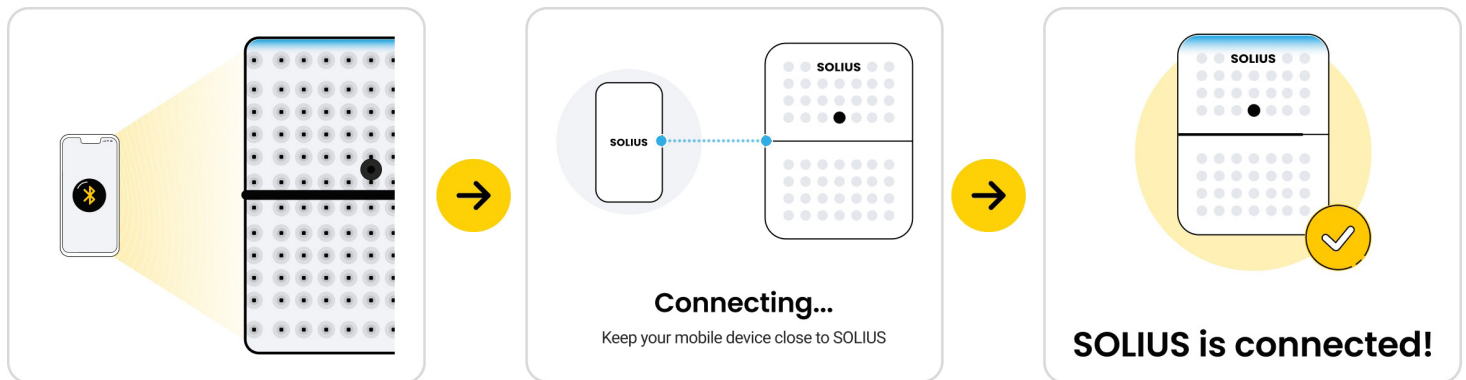 SOLIUS
SOLIUS
Connecting...
Keep your mobile device close to SOLIUS
SOLIUS
SOLIUS is connected!